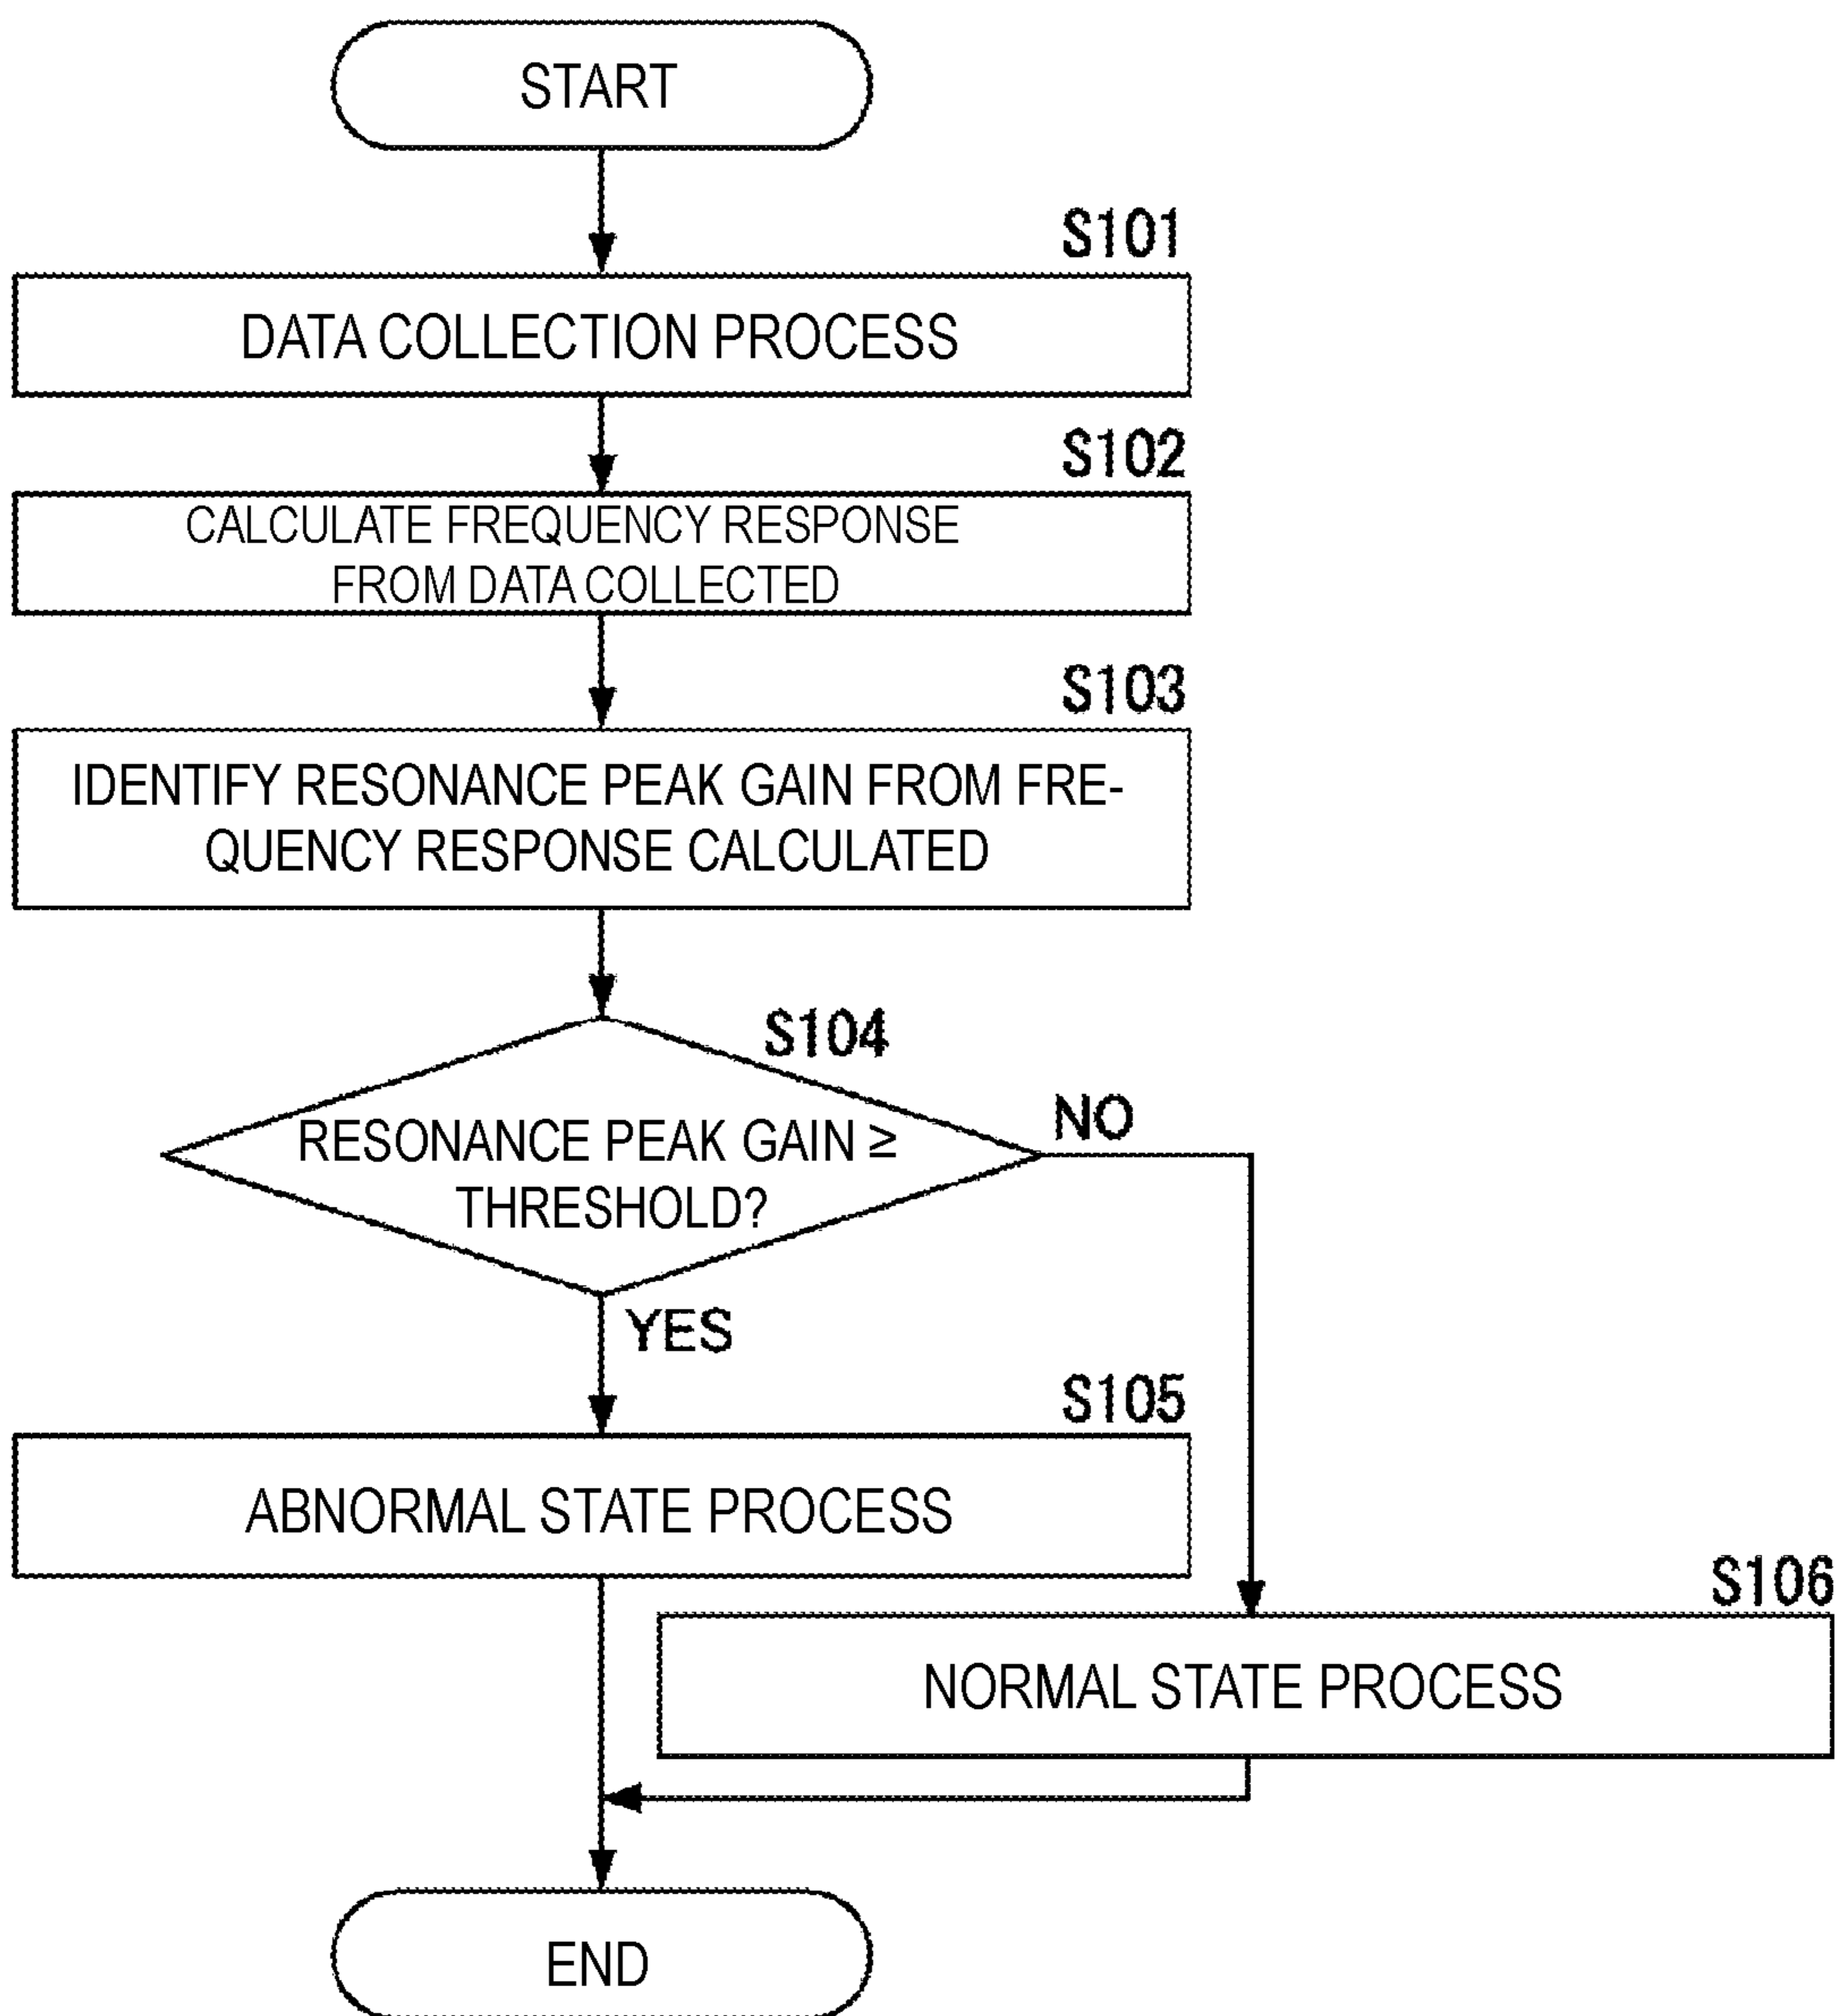 START
S101
DATA COLLECTION PROCESS
S102
CALCULATE FREQUENCY RESPONSE
FROM DATA COLLECTED
S103
IDENTIFY RESONANCE PEAK GAIN FROM FRE-
QUENCY RESPONSE CALCULATED
S104
RESONANCE PEAK GAIN ≥
THRESHOLD?
NO
YES
S105
ABNORMAL STATE PROCESS
S106
NORMAL STATE PROCESS
END